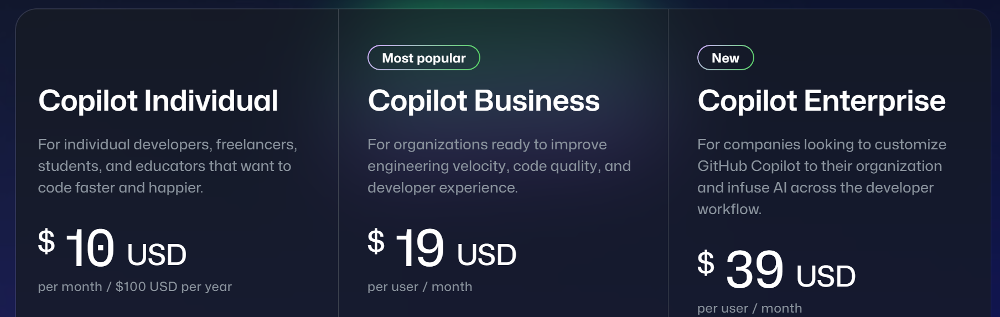 Copilot Individual
For individual developers, freelancers,
students, and educators that want to
code faster and happier.
$ 10 USD
per month / $100 USD per year
Most popular
Copilot Business
For organizations ready to improve
engineering velocity, code quality, and
developer experience.
$ 19 USD
per user / month
New
Copilot Enterprise
For companies looking to customize
GitHub Copilot to their organization
and infuse AI across the developer
workflow.
$ 39 USD
per user / month